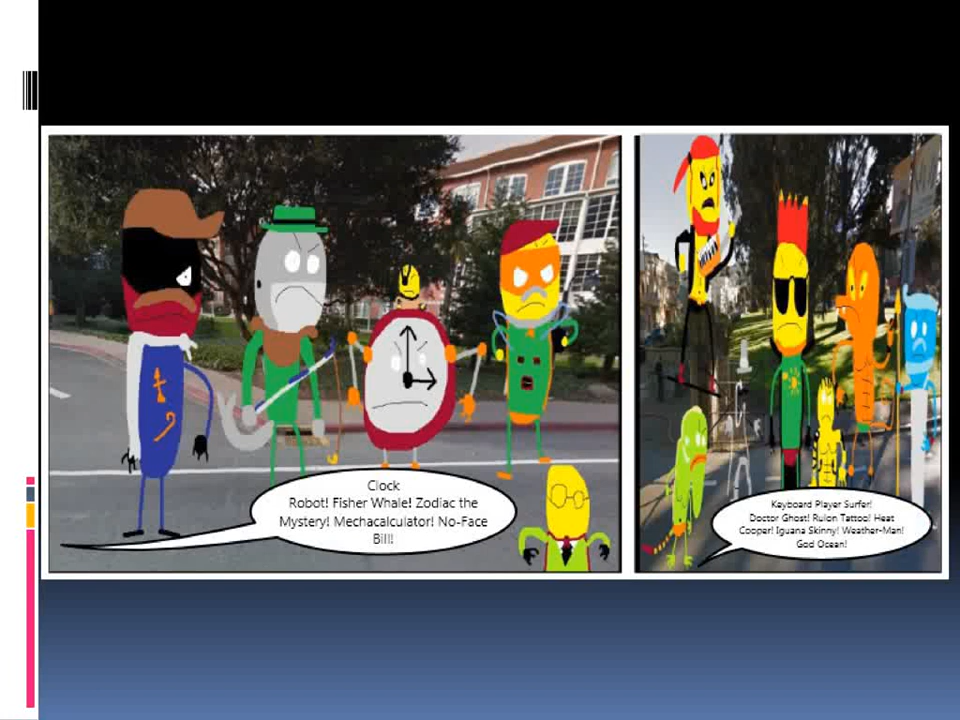 Clock
Robot! Fisher Whale! Zodiac the
Mystery! Mechacalculator! No-Face
Bill!
Keyboard Player Surfer!
Doctor Ghost! Rulon Tattoo! Heat
Cooper! Iguana Skinny! Weather-Man!
God Ocean!